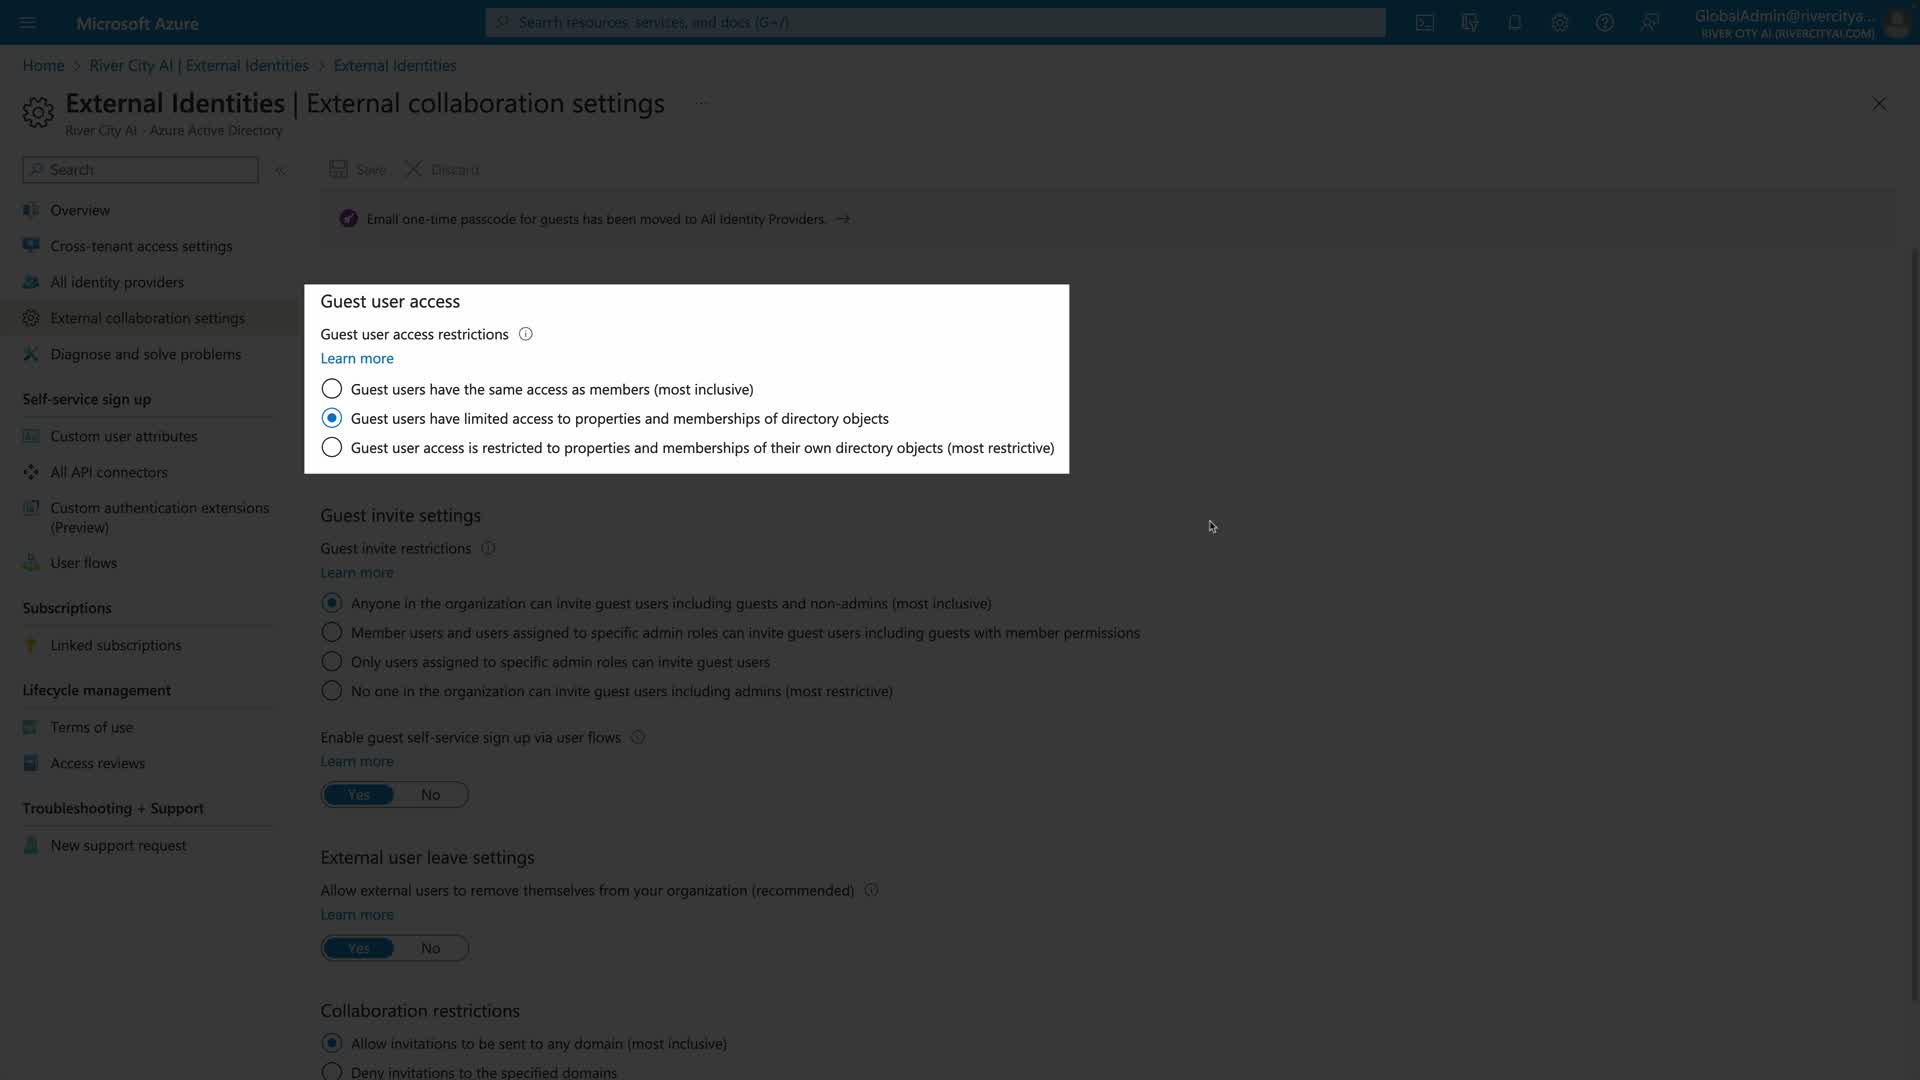 Microsoft Azure
Search resources, services, and docs (G+/)
GlobalAdmin@rivercitya...
RIVER CITY AI (RIVERCITYAI.COM)
Home > River City AI | External Identities > External Identities
External Identities | External collaboration settings ...
River City AI - Azure Active Directory
Search
«
Save
Discard
Overview
Cross-tenant access settings
All identity providers
External collaboration settings
Diagnose and solve problems
Self-service sign up
Custom user attributes
All API connectors
Custom authentication extensions
(Preview)
User flows
Subscriptions
Linked subscriptions
Lifecycle management
Terms of use
Access reviews
Troubleshooting + Support
New support request
Email one-time passcode for guests has been moved to All Identity Providers. →
Guest user access
Guest user access restrictions
Learn more
Guest users have the same access as members (most inclusive)
Guest users have limited access to properties and memberships of directory objects
Guest user access is restricted to properties and memberships of their own directory objects (most restrictive)
Guest invite settings
Guest invite restrictions
Learn more
Anyone in the organization can invite guest users including guests and non-admins (most inclusive)
Member users and users assigned to specific admin roles can invite guest users including guests with member permissions
Only users assigned to specific admin roles can invite guest users
No one in the organization can invite guest users including admins (most restrictive)
Enable guest self-service sign up via user flows
Learn more
Yes No
External user leave settings
Allow external users to remove themselves from your organization (recommended)
Learn more
Yes No
Collaboration restrictions
Allow invitations to be sent to any domain (most inclusive)
Deny invitations to the specified domains